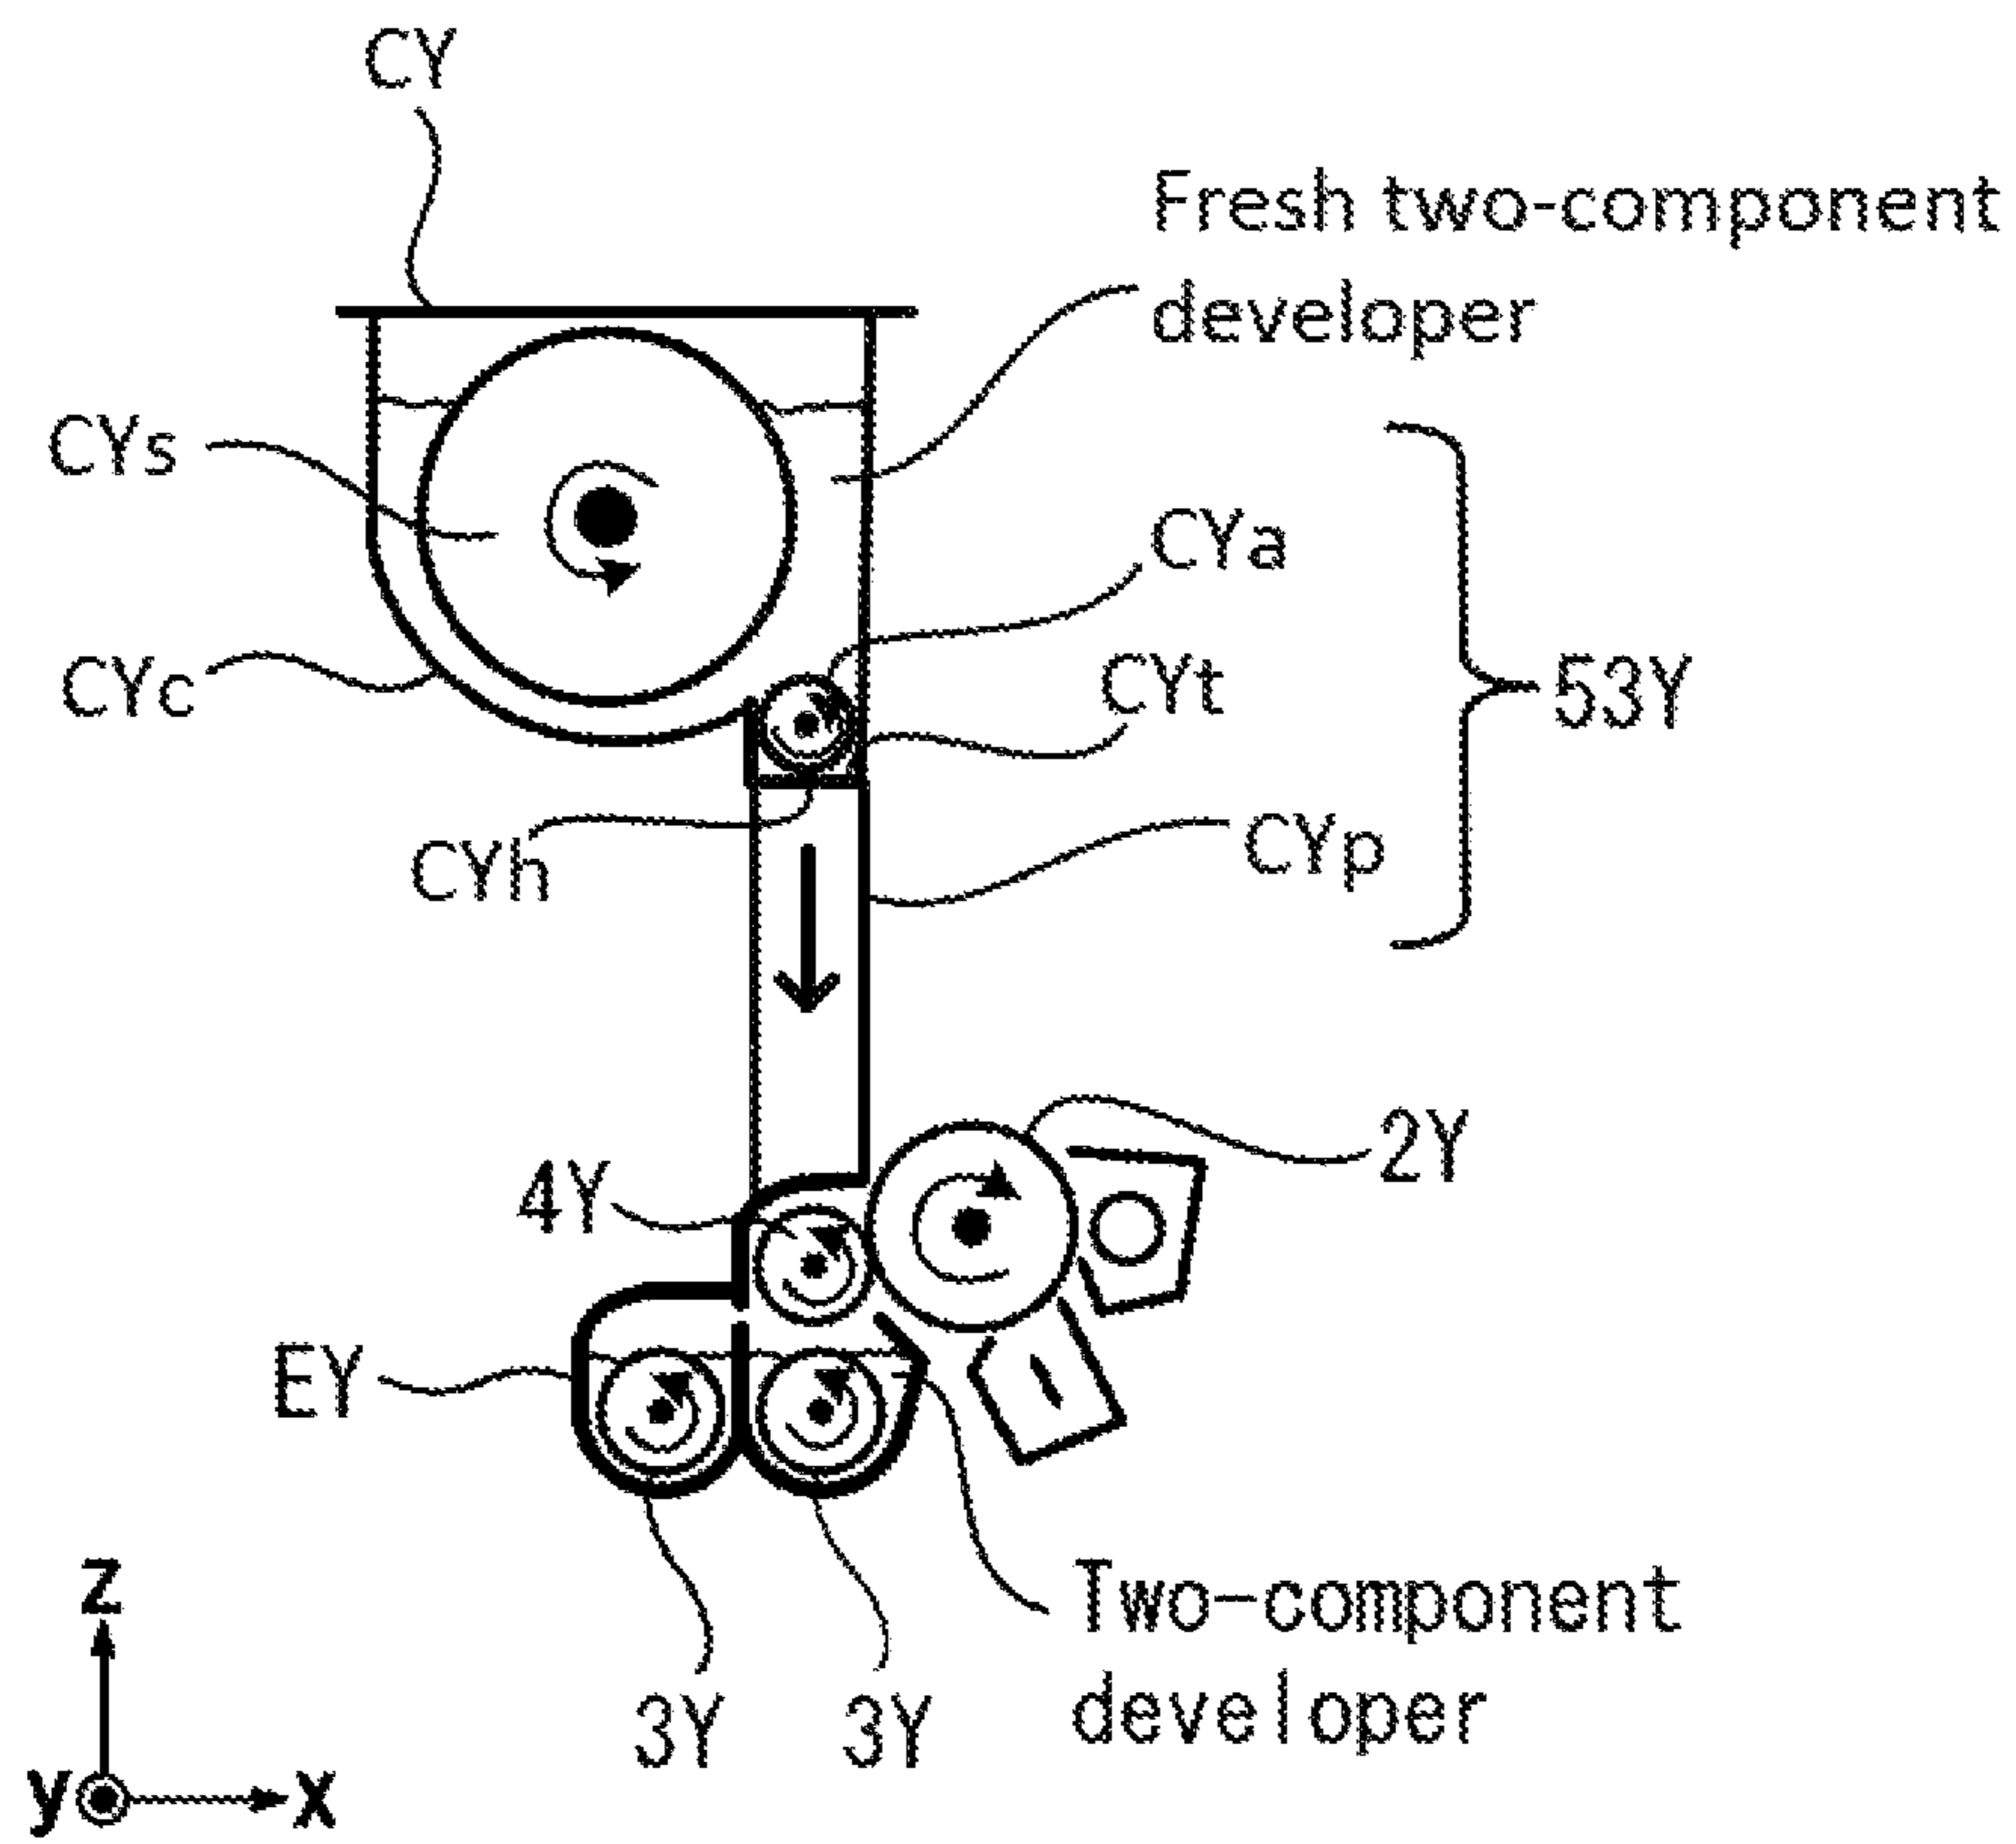 CY
Fresh two-component
developer
CYs
CYa
CYc
CYt
53Y
CYh
CYp
2Y
4Y
EY
Two-component
developer
3Y
3Y
z
y
x